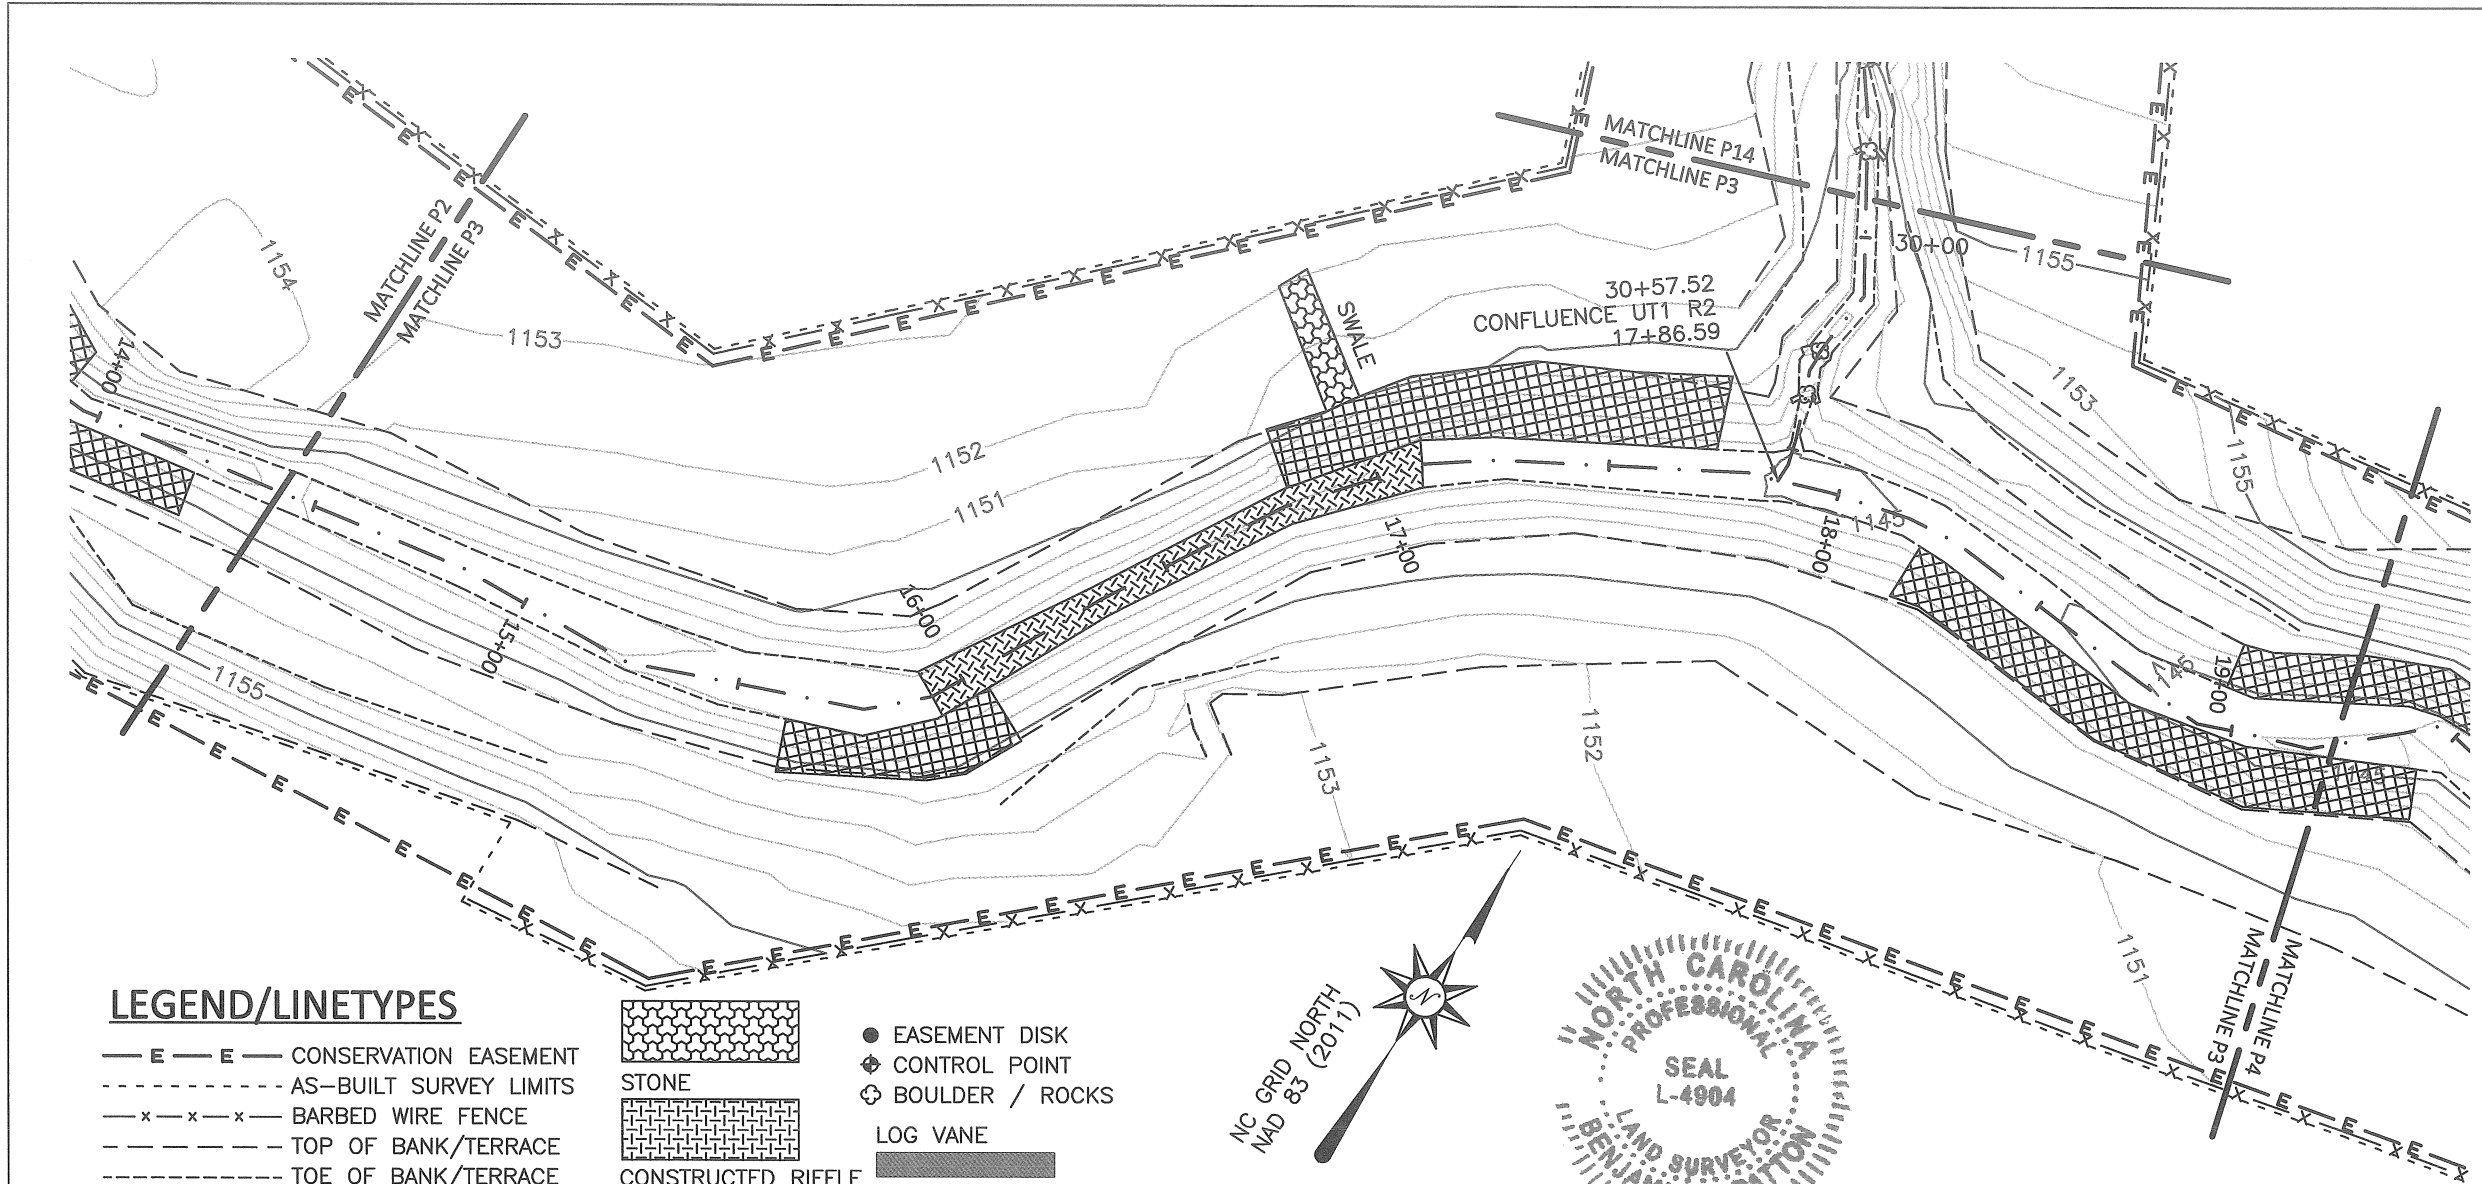 MATCHLINE P14
MATCHLINE P3
MATCHLINE P2
MATCHLINE P3
1154
1153
14+00
30+00
1155
30+57.52
CONFLUENCE UT1 R2
17+86.59
SWALE
1153
1155
1152
1151
17+00
18+00
1145
16+00
15+00
1155
1145
19+00
1145
1153
1152
1151
MATCHLINE P4
MATCHLINE P3
LEGEND/LINETYPES
E E CONSERVATION EASEMENT
AS-BUILT SURVEY LIMITS
x x x BARBED WIRE FENCE
TOP OF BANK/TERRACE
TOE OF BANK/TERRACE
STONE
CONSTRUCTED RIFFLE
EASEMENT DISK
CONTROL POINT
BOULDER / ROCKS
LOG VANE
NC GRID NORTH
NAD 83 (2011)
N
NORTH CAROLINA
PROFESSIONAL
SEAL
L-4904
LAND SURVEYOR